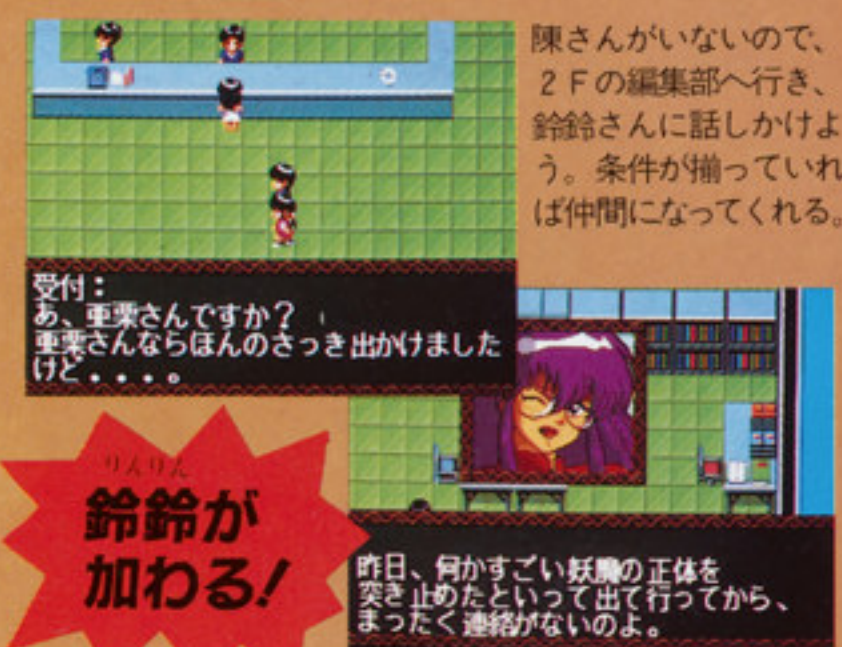 陳さんがいないので、
2Fの編集部へ行き、
鈴鈴さんに話しかけよ
う。条件が揃っていれ
ば仲間になってくれる。
受付：
あ、亜栗さんですか？
亜栗さんならほんのさっき出かけました
けど・・・。
りんりん
鈴鈴が
加わる!
昨日、何かすごい妖魔の正体を
突き止めたといって出て行ってから、
まったく連絡がないのよ。